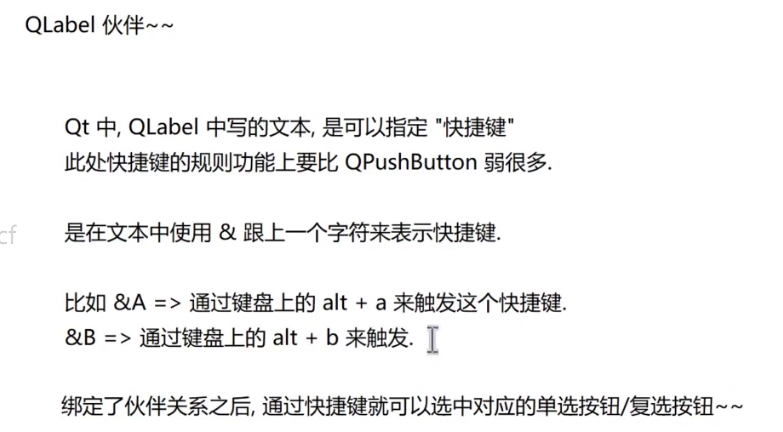 QLabel 伙伴~~
Qt 中, QLabel 中写的文本, 是可以指定 "快捷键"
此处快捷键的规则功能上要比 QPushButton 弱很多.
cf
是在文本中使用 & 跟上一个字符来表示快捷键.
比如 &A => 通过键盘上的 alt + a 来触发这个快捷键.
&B => 通过键盘上的 alt + b 来触发.
绑定了伙伴关系之后, 通过快捷键就可以选中对应的单选按钮/复选按钮~~